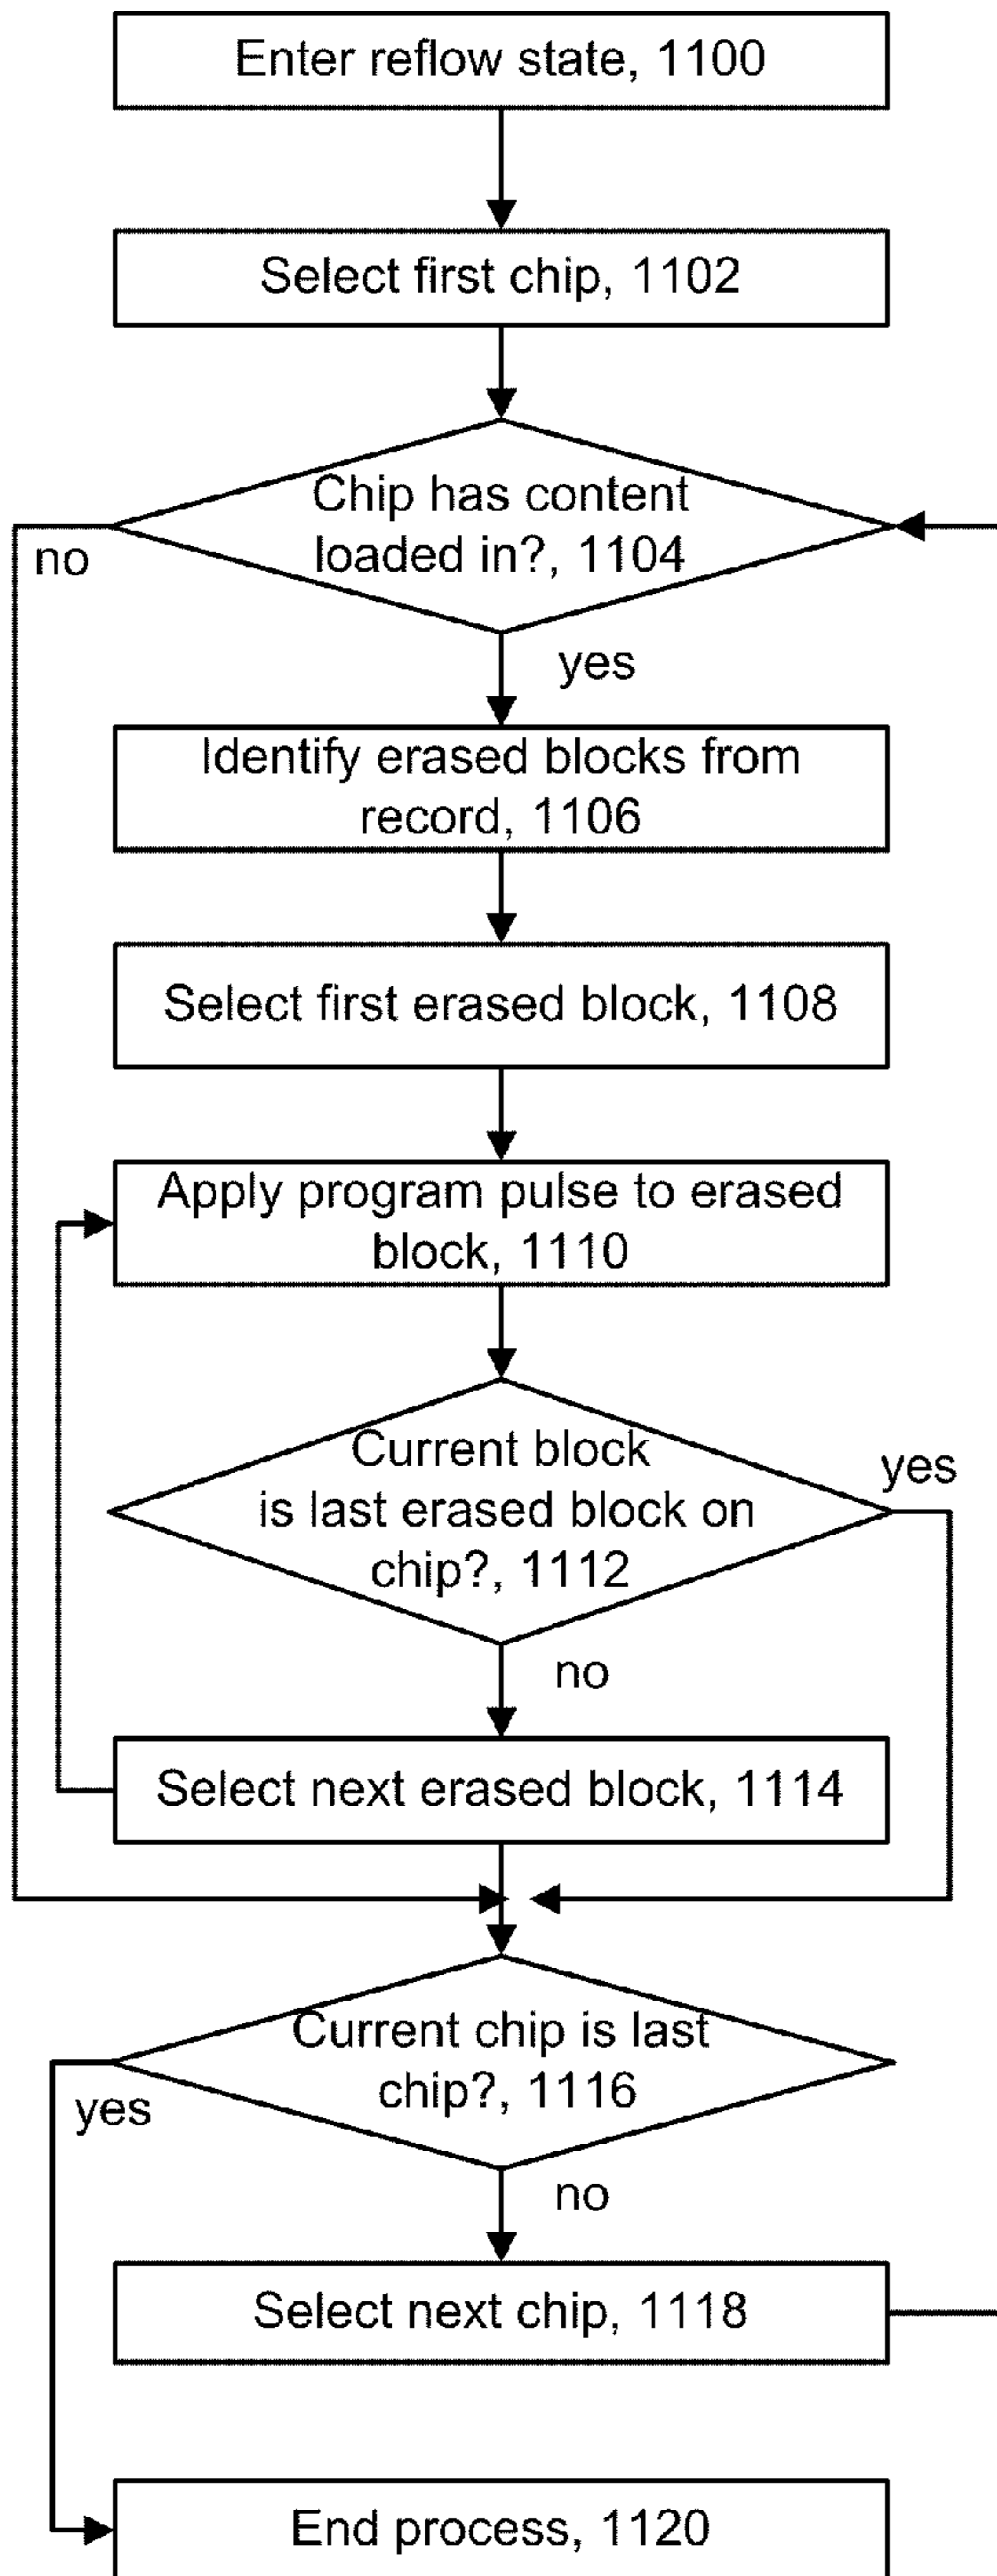 Enter reflow state, 1100
Select first chip, 1102
Chip has content
loaded in?, 1104
no
yes
Identify erased blocks from
record, 1106
Select first erased block, 1108
Apply program pulse to erased
block, 1110
Current block
is last erased block on
chip?, 1112
yes
no
Select next erased block, 1114
Current chip is last
chip?, 1116
yes
no
Select next chip, 1118
End process, 1120